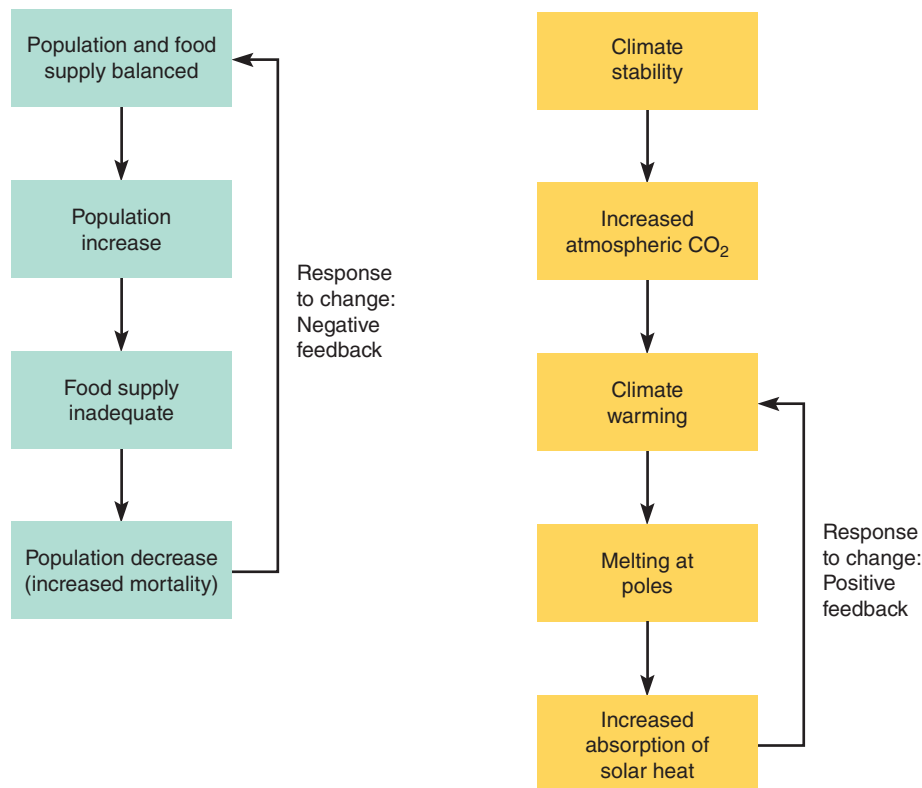 Population and food
supply balanced
Population
increase
Food supply
inadequate
Population decrease
(increased mortality)
Response
to change:
Negative
feedback
Climate
stability
Increased
atmospheric CO₂
Climate
warming
Melting at
poles
Increased
absorption of
solar heat
Response
to change:
Positive
feedback